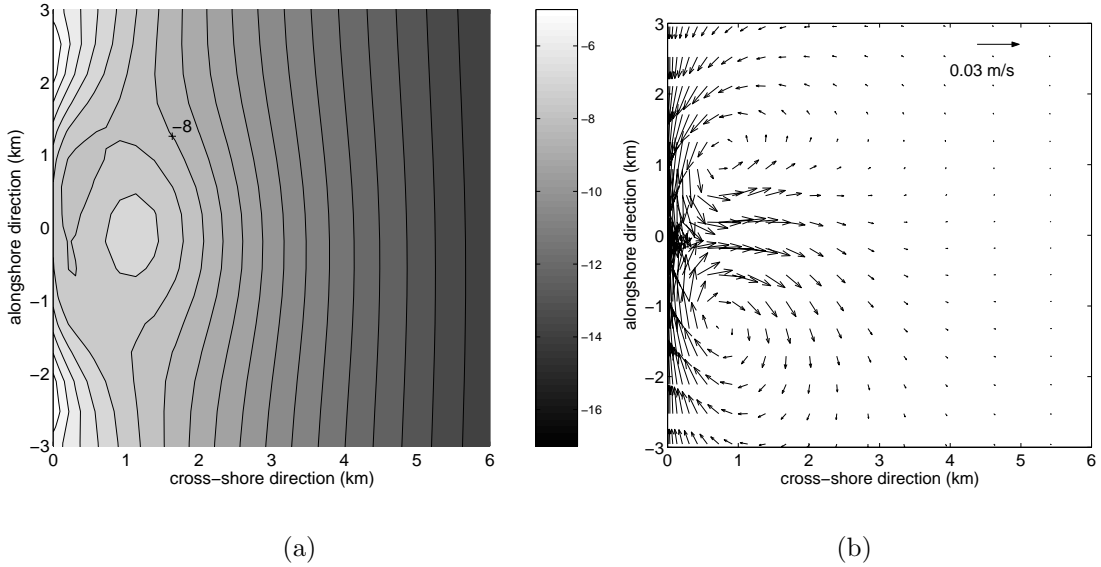 3
2
1
0
−1
−2
−3
alongshore direction (km)
0 1 2 3 4 5 6
cross−shore direction (km)
−8
−6
−8
−10
−12
−14
−16
(a)
3
2
1
0
−1
−2
−3
alongshore direction (km)
0 1 2 3 4 5 6
cross−shore direction (km)
0.03 m/s
(b)